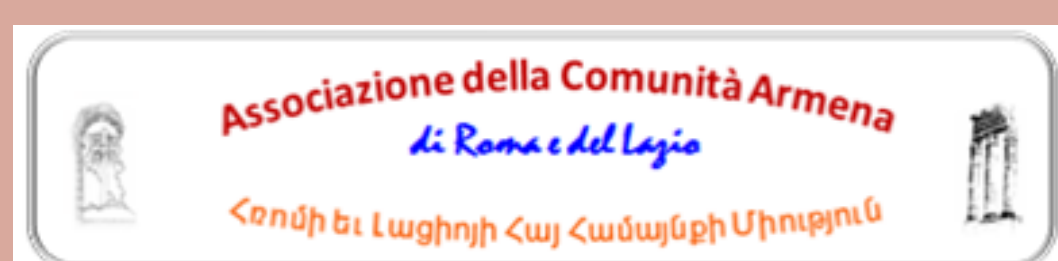 Associazione della Comunità Armena
di Roma e del Lazio
Հռոմի եւ Լացիոյի Հայ Համայնքի Միություն